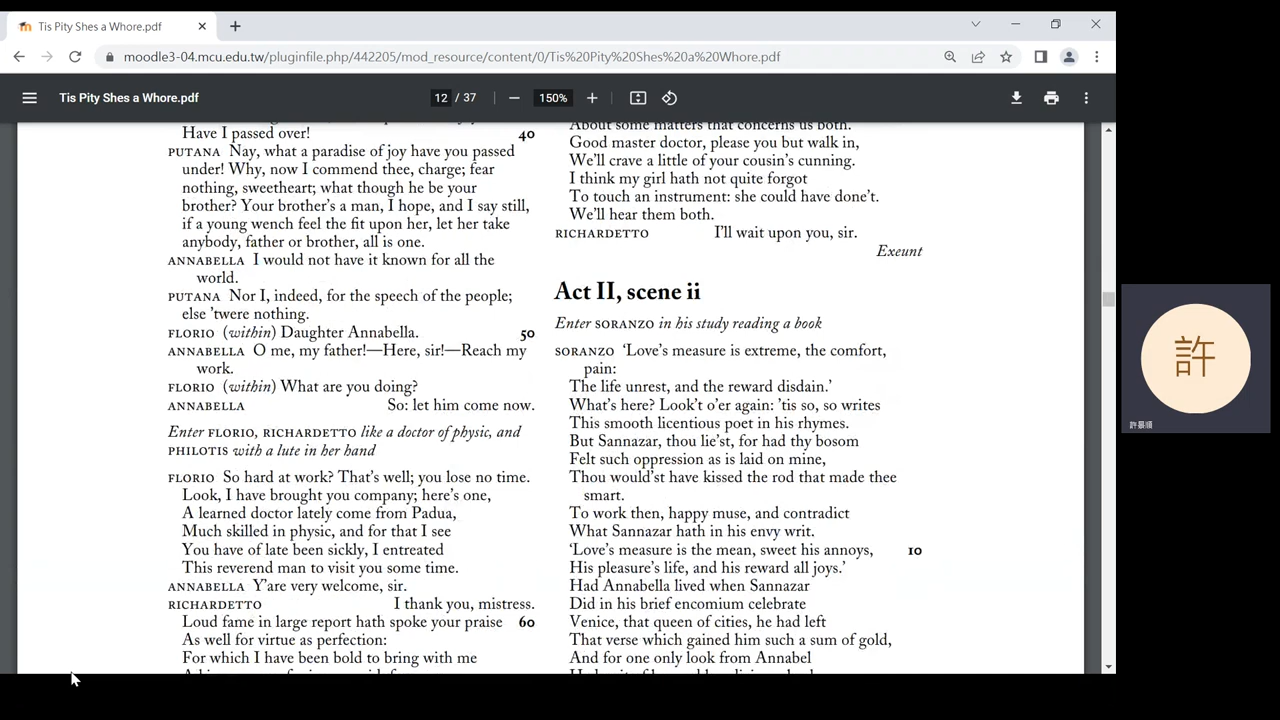 Tis Pity Shes a Whore.pdf
moodle3-04.mcu.edu.tw/pluginfile.php/442205/mod_resource/content/0/Tis%20Pity%20Shes%20a%20Whore.pdf
Tis Pity Shes a Whore.pdf
12 / 37
150%
Have I passed over! 40
PUTANA Nay, what a paradise of joy have you passed
under! Why, now I commend thee, charge; fear
nothing, sweetheart; what though he be your
brother? Your brother's a man, I hope, and I say still,
if a young wench feel the fit upon her, let her take
anybody, father or brother, all is one.
ANNABELLA I would not have it known for all the
world.
PUTANA Nor I, indeed, for the speech of the people;
else 'twere nothing.
FLORIO (within) Daughter Annabella. 50
ANNABELLA O me, my father!—Here, sir!—Reach my
work.
FLORIO (within) What are you doing?
ANNABELLA So: let him come now.
Enter FLORIO, RICHARDETTO like a doctor of physic, and
PHILOTIS with a lute in her hand
FLORIO So hard at work? That's well; you lose no time.
Look, I have brought you company; here's one,
A learned doctor lately come from Padua,
Much skilled in physic, and for that I see
You have of late been sickly, I entreated
This reverend man to visit you some time.
ANNABELLA Y'are very welcome, sir.
RICHARDETTO I thank you, mistress.
Loud fame in large report hath spoke your praise 60
As well for virtue as perfection:
For which I have been bold to bring with me
About some matters that concerns us both.
Good master doctor, please you but walk in,
We'll crave a little of your cousin's cunning.
I think my girl hath not quite forgot
To touch an instrument: she could have done't.
We'll hear them both.
RICHARDETTO I'll wait upon you, sir.
Exeunt
Act II, scene ii
Enter SORANZO in his study reading a book
SORANZO 'Love's measure is extreme, the comfort,
pain:
The life unrest, and the reward disdain.'
What's here? Look't o'er again: 'tis so, so writes
This smooth licentious poet in his rhymes.
But Sannazar, thou lie'st, for had thy bosom
Felt such oppression as is laid on mine,
Thou would'st have kissed the rod that made thee
smart.
To work then, happy muse, and contradict
What Sannazar hath in his envy writ.
'Love's measure is the mean, sweet his annoys, 10
His pleasure's life, and his reward all joys.'
Had Annabella lived when Sannazar
Did in his brief encomium celebrate
Venice, that queen of cities, he had left
That verse which gained him such a sum of gold,
And for one only look from Annabel
許
許景順